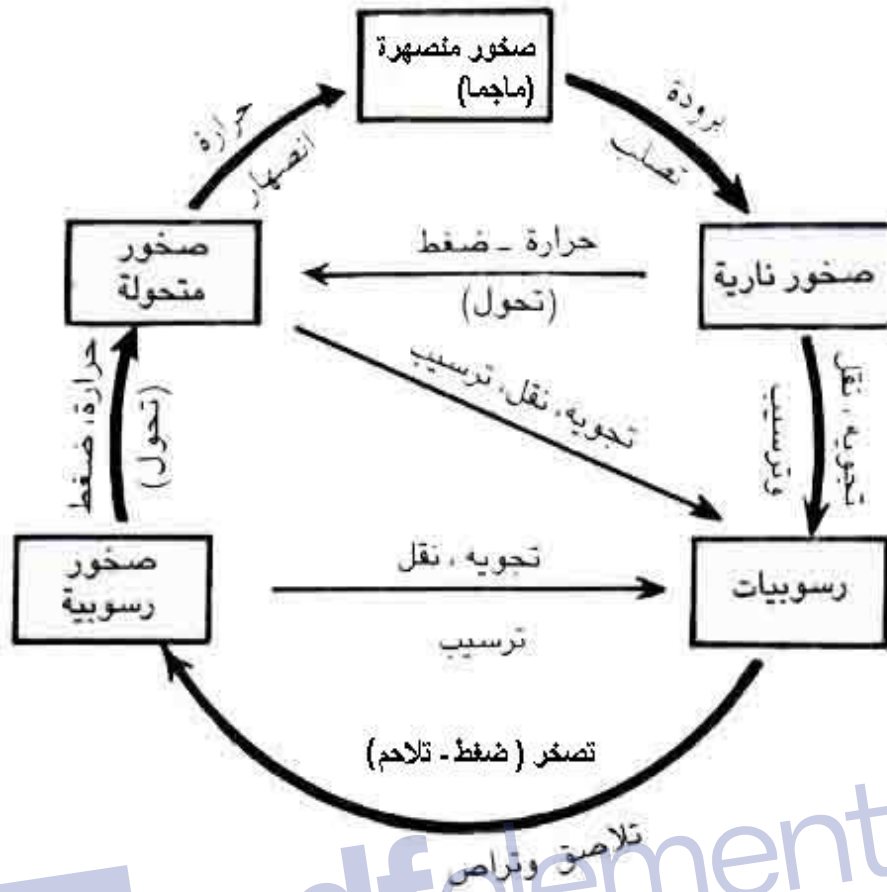 صخور منصهرة
(ماجما)
برودة
تصلب
حرارة
انصهار
صخور نارية
حرارة - ضغط
(تحول)
صخور
متحولة
تجويه، نقل
وترسيب
تجويه، نقل، ترسيب
حرارة، ضغط
(تحول)
رسوبيات
تجويه، نقل
ترسيب
صخور
رسوبية
تصخر (ضغط - تلاحم)
تلاصق وتراص
pdfelement